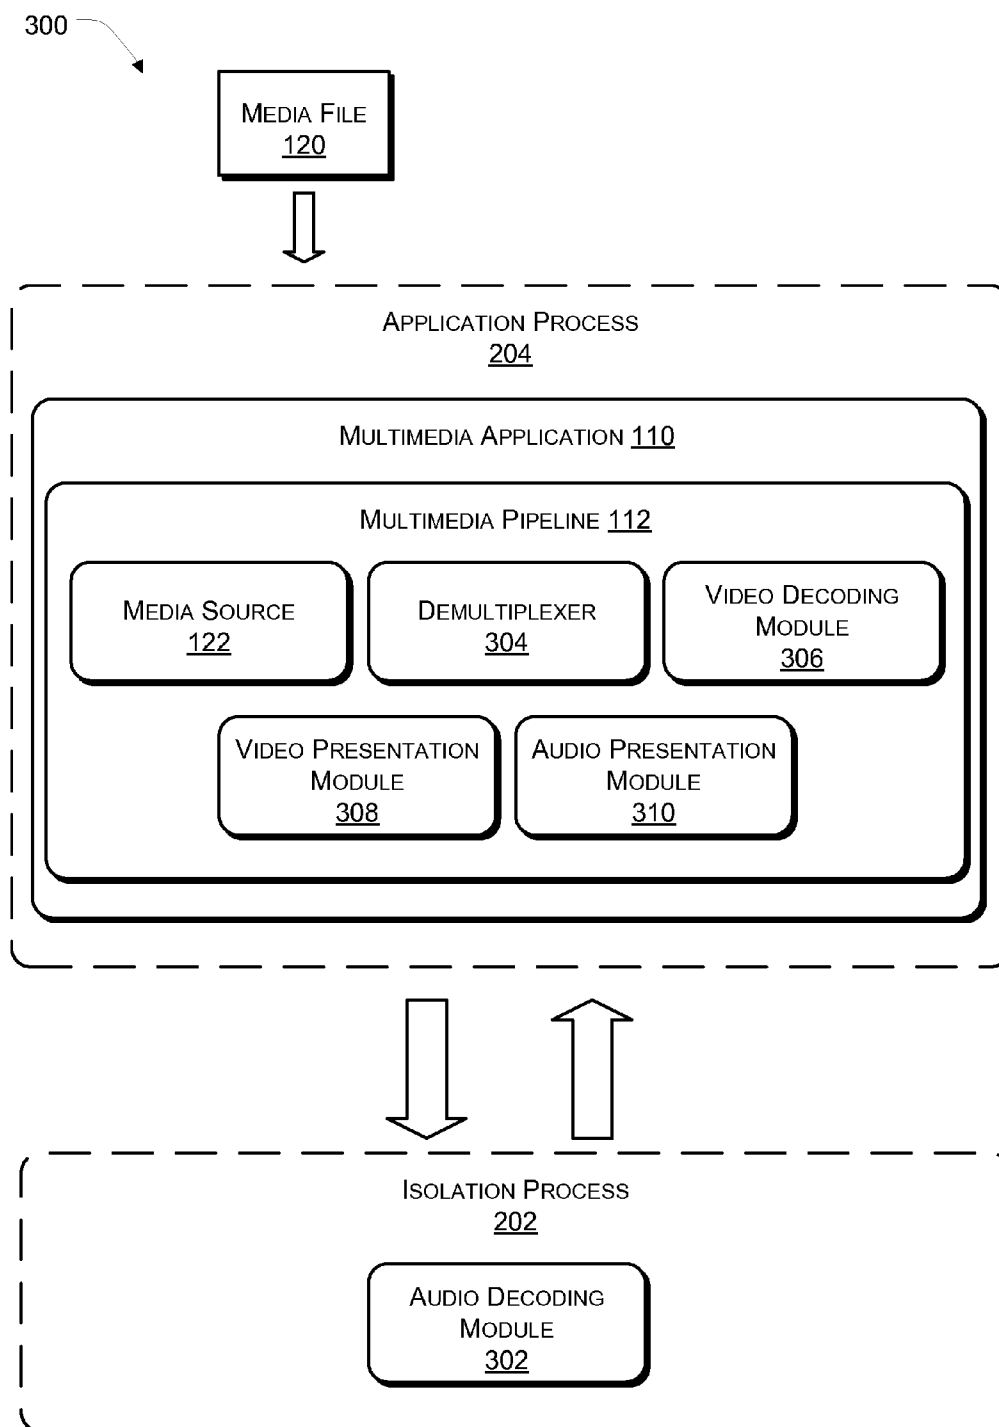 300
MEDIA FILE
120
APPLICATION PROCESS
204
MULTIMEDIA APPLICATION 110
MULTIMEDIA PIPELINE 112
MEDIA SOURCE
122
DEMULTIPLEXER
304
VIDEO DECODING
MODULE
306
VIDEO PRESENTATION
MODULE
308
AUDIO PRESENTATION
MODULE
310
ISOLATION PROCESS
202
AUDIO DECODING
MODULE
302